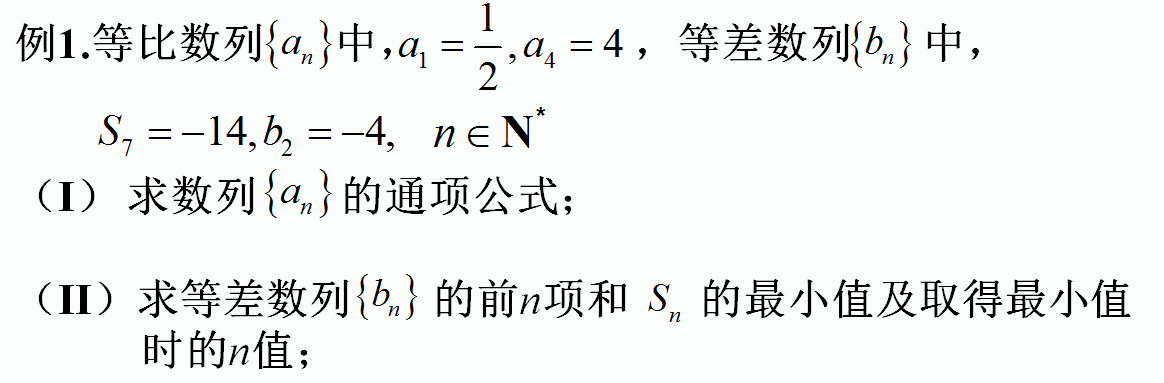 例1.等比数列{aₙ}中,a₁ = 1/2, a₄ = 4 ，等差数列{bₙ}中，
S₇ = −14, b₂ = −4, n ∈ N*
（I） 求数列{aₙ}的通项公式；
（II）求等差数列{bₙ}的前n项和 Sₙ 的最小值及取得最小值
时的n值；